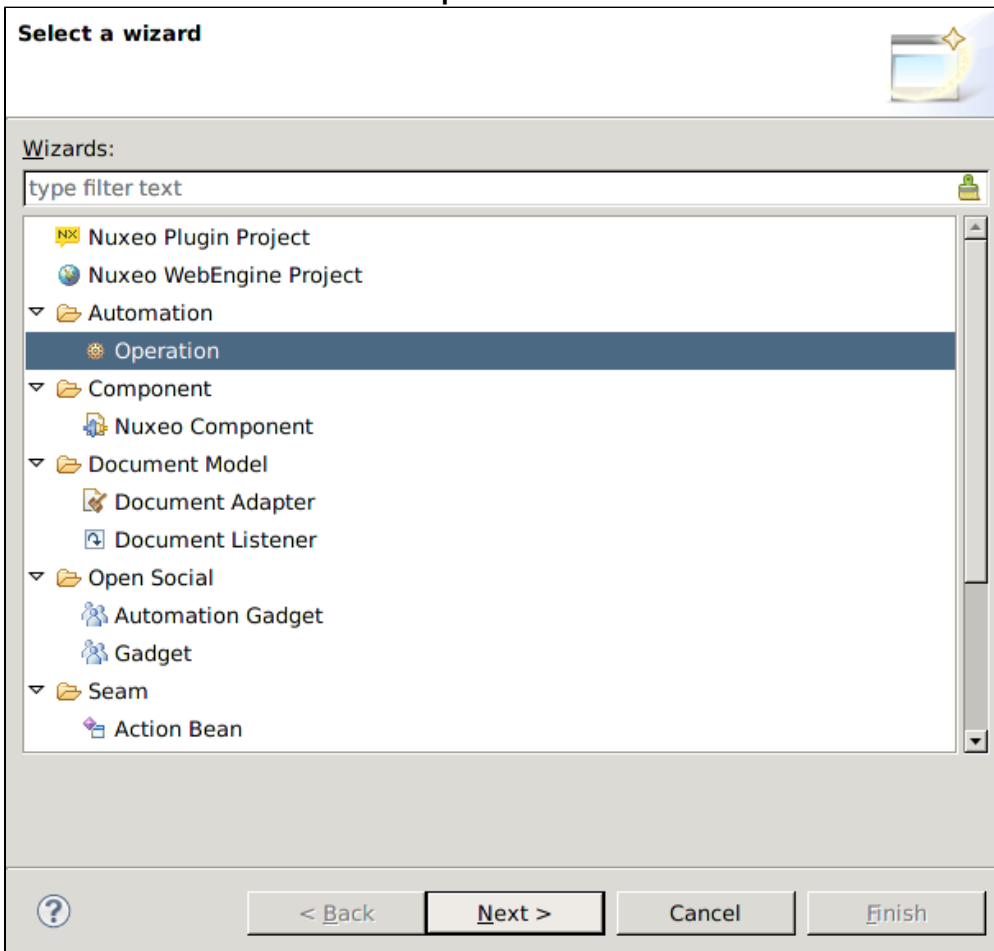 Select a wizard
Wizards:
type filter text
NX Nuxeo Plugin Project
Nuxeo WebEngine Project
Automation
Operation
Component
Nuxeo Component
Document Model
Document Adapter
Document Listener
Open Social
Automation Gadget
Gadget
Seam
Action Bean
? < Back Next > Cancel Finish